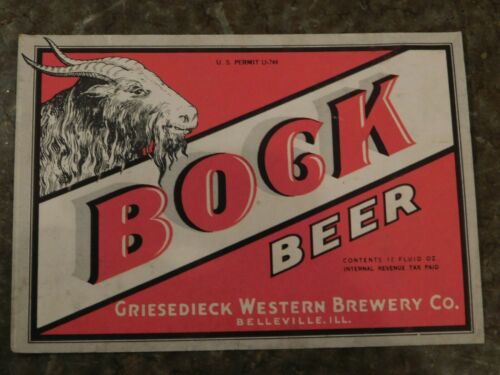 U. S. PERMIT U-744
BOCK
BEER
CONTENTS 12 FLUID OZ.
INTERNAL REVENUE TAX PAID
GRIESEDIECK WESTERN BREWERY CO.
BELLEVILLE, ILL.